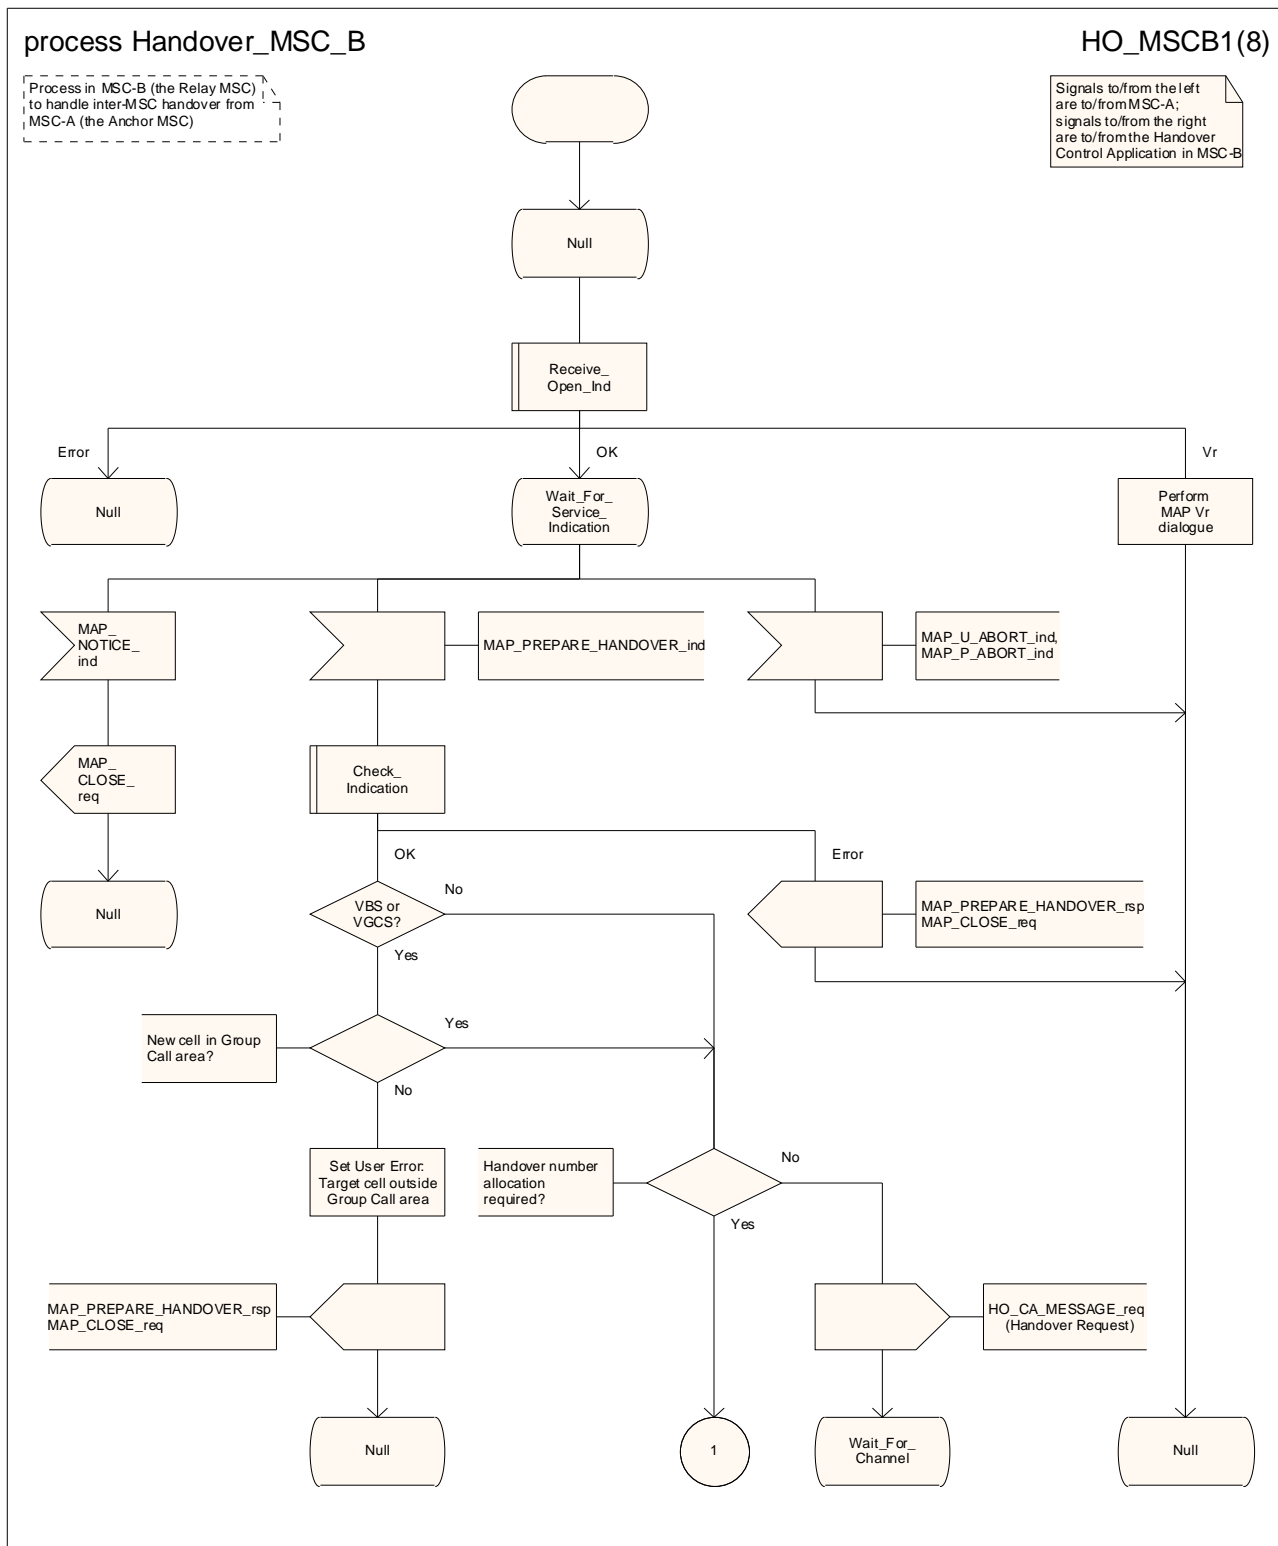 process Handover_MSC_B
HO_MSCB1(8)
Process in MSC-B (the Relay MSC)
to handle inter-MSC handover from
MSC-A (the Anchor MSC)
Signals to/from the left
are to/from MSC-A;
signals to/from the right
are to/from the Handover
Control Application in MSC-B
Null
Receive_
Open_Ind
Error
OK
Vr
Null
Wait_For_
Service_
Indication
Perform
MAP Vr
dialogue
MAP_
NOTICE_
ind
MAP_PREPARE_HANDOVER_ind
MAP_U_ABORT_ind,
MAP_P_ABORT_ind
MAP_
CLOSE_
req
Check_
Indication
OK
Error
Null
VBS or
VGCS?
No
Yes
MAP_PREPARE_HANDOVER_rsp
MAP_CLOSE_req
New cell in Group
Call area?
Yes
No
Set User Error:
Target cell outside
Group Call area
Handover number
allocation
required?
No
Yes
MAP_PREPARE_HANDOVER_rsp
MAP_CLOSE_req
HO_CA_MESSAGE_req
(Handover Request)
Null
1
Wait_For_
Channel
Null